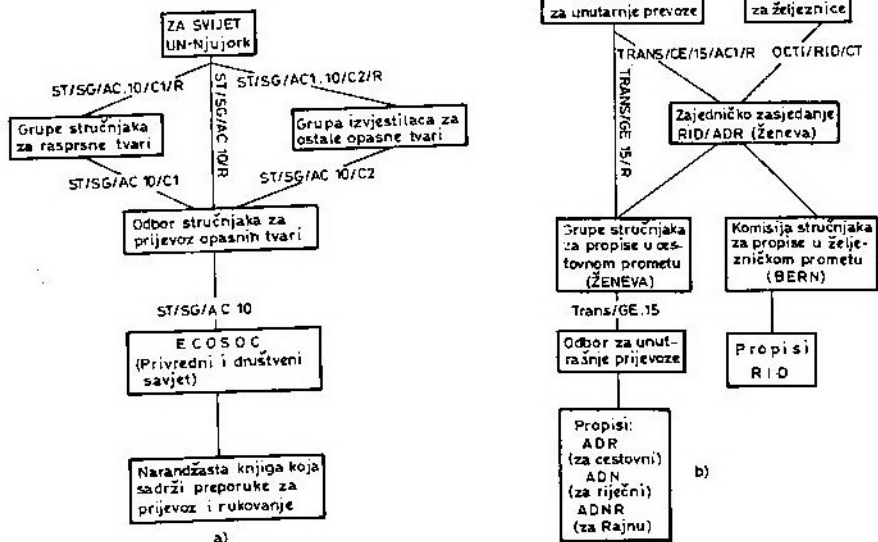 ZA SVIJET
UN-Njujork
ST/SG/AC.10/C1/R
ST/SG/AC 10/R
ST/SG/AC1.10/C2/R
Grupe stručnjaka
za rasprsne tvari
Grupa izvjestilaca za
ostale opasne tvari
ST/SG/AC 10/C1
ST/SG/AC 10/C2
Odbor stručnjaka za
prijevoz opasnih tvari
ST/SG/AC 10
ECOSOC
(Privredni i društveni
savjet)
Narandžasta knjiga koja
sadrži preporuke za
prijevoz i rukovanje
a)
za unutarnje prevoze
za željeznice
TRANS/GE/15/AC1/R
OCTI/RID/CT
TRANS/GE 15/R
Zajedničko zasjedanje
RID/ADR (Ženeva)
Grupe stručnjaka
za propise u ces-
tovnom prometu
(ŽENEVA)
Komisija stručnjaka
za propise u želje-
zničkom prometu
(BERN)
Trans/GE.15
Odbor za unut-
rašnje prijevoze
Propisi
RID
Propisi:
ADR
(za cestovni)
ADN
(za riječni)
ADNR
(za Rajnu)
b)